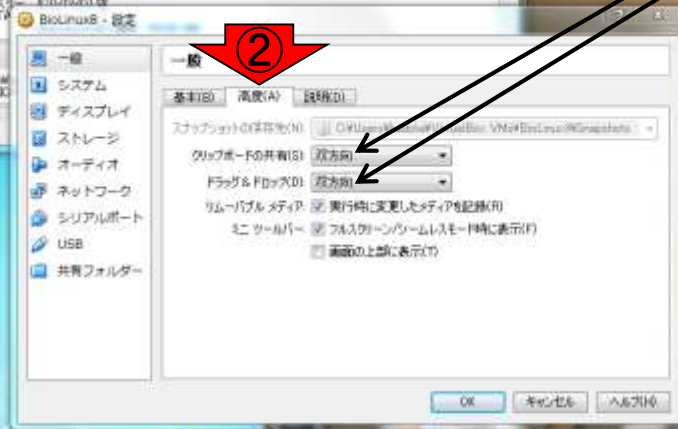 BioLinux8 - 設定
②
一般
システム
ディスプレイ
ストレージ
オーディオ
ネットワーク
シリアルポート
USB
共有フォルダー
一般
基本(B) 高度(A) 説明(D)
スナップショットの保存先(N):
クリップボードの共有(S): 双方向
ドラッグ&ドロップ(D): 双方向
リムーバブル メディア: 実行時に変更したメディアを記録(R)
ミニ ツールバー: フルスクリーン/シームレスモード時に表示(F)
画面の上部に表示(T)
OK キャンセル ヘルプ(H)